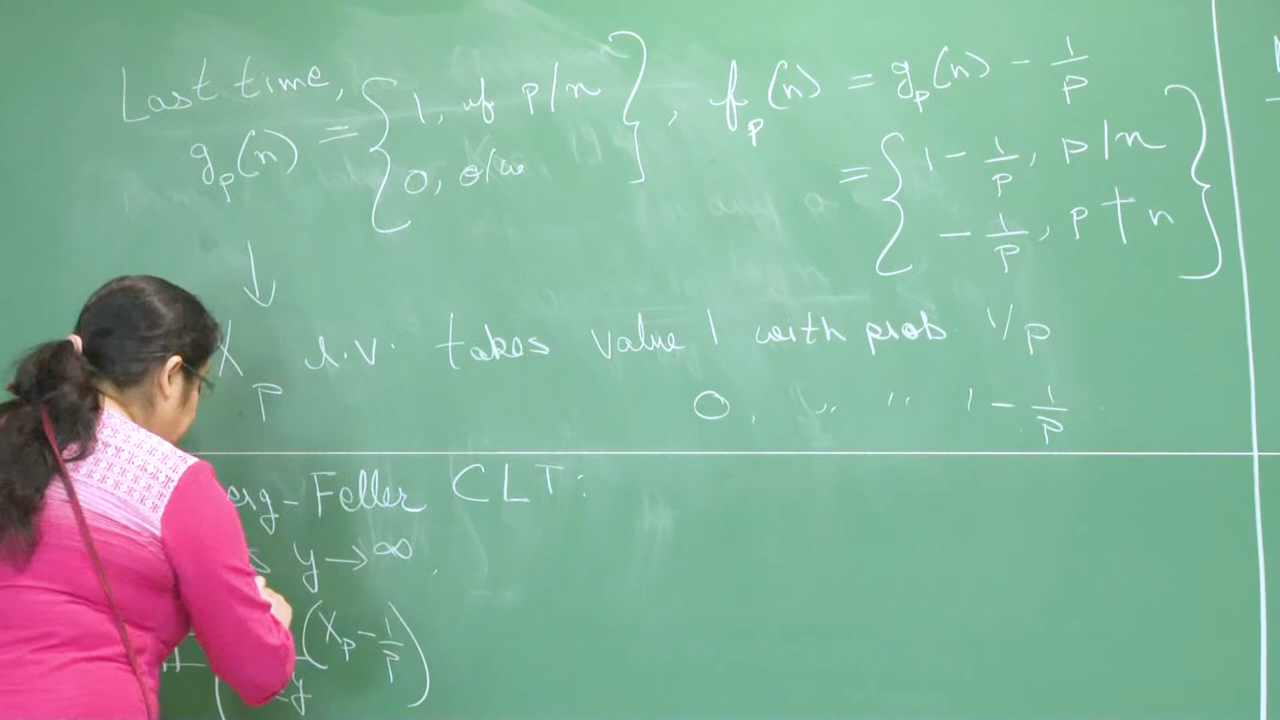 Last time,
g_p(n) = { 1, if p|n
0, o/w } , f_p(n) = g_p(n) - 1/p
= { 1 - 1/p, p|n
- 1/p, p∤n }
↓
X_p r.v. takes value 1 with prob. 1/p
0, " " 1 - 1/p
erg-Feller CLT:
y → ∞,
(X_p - 1/p)